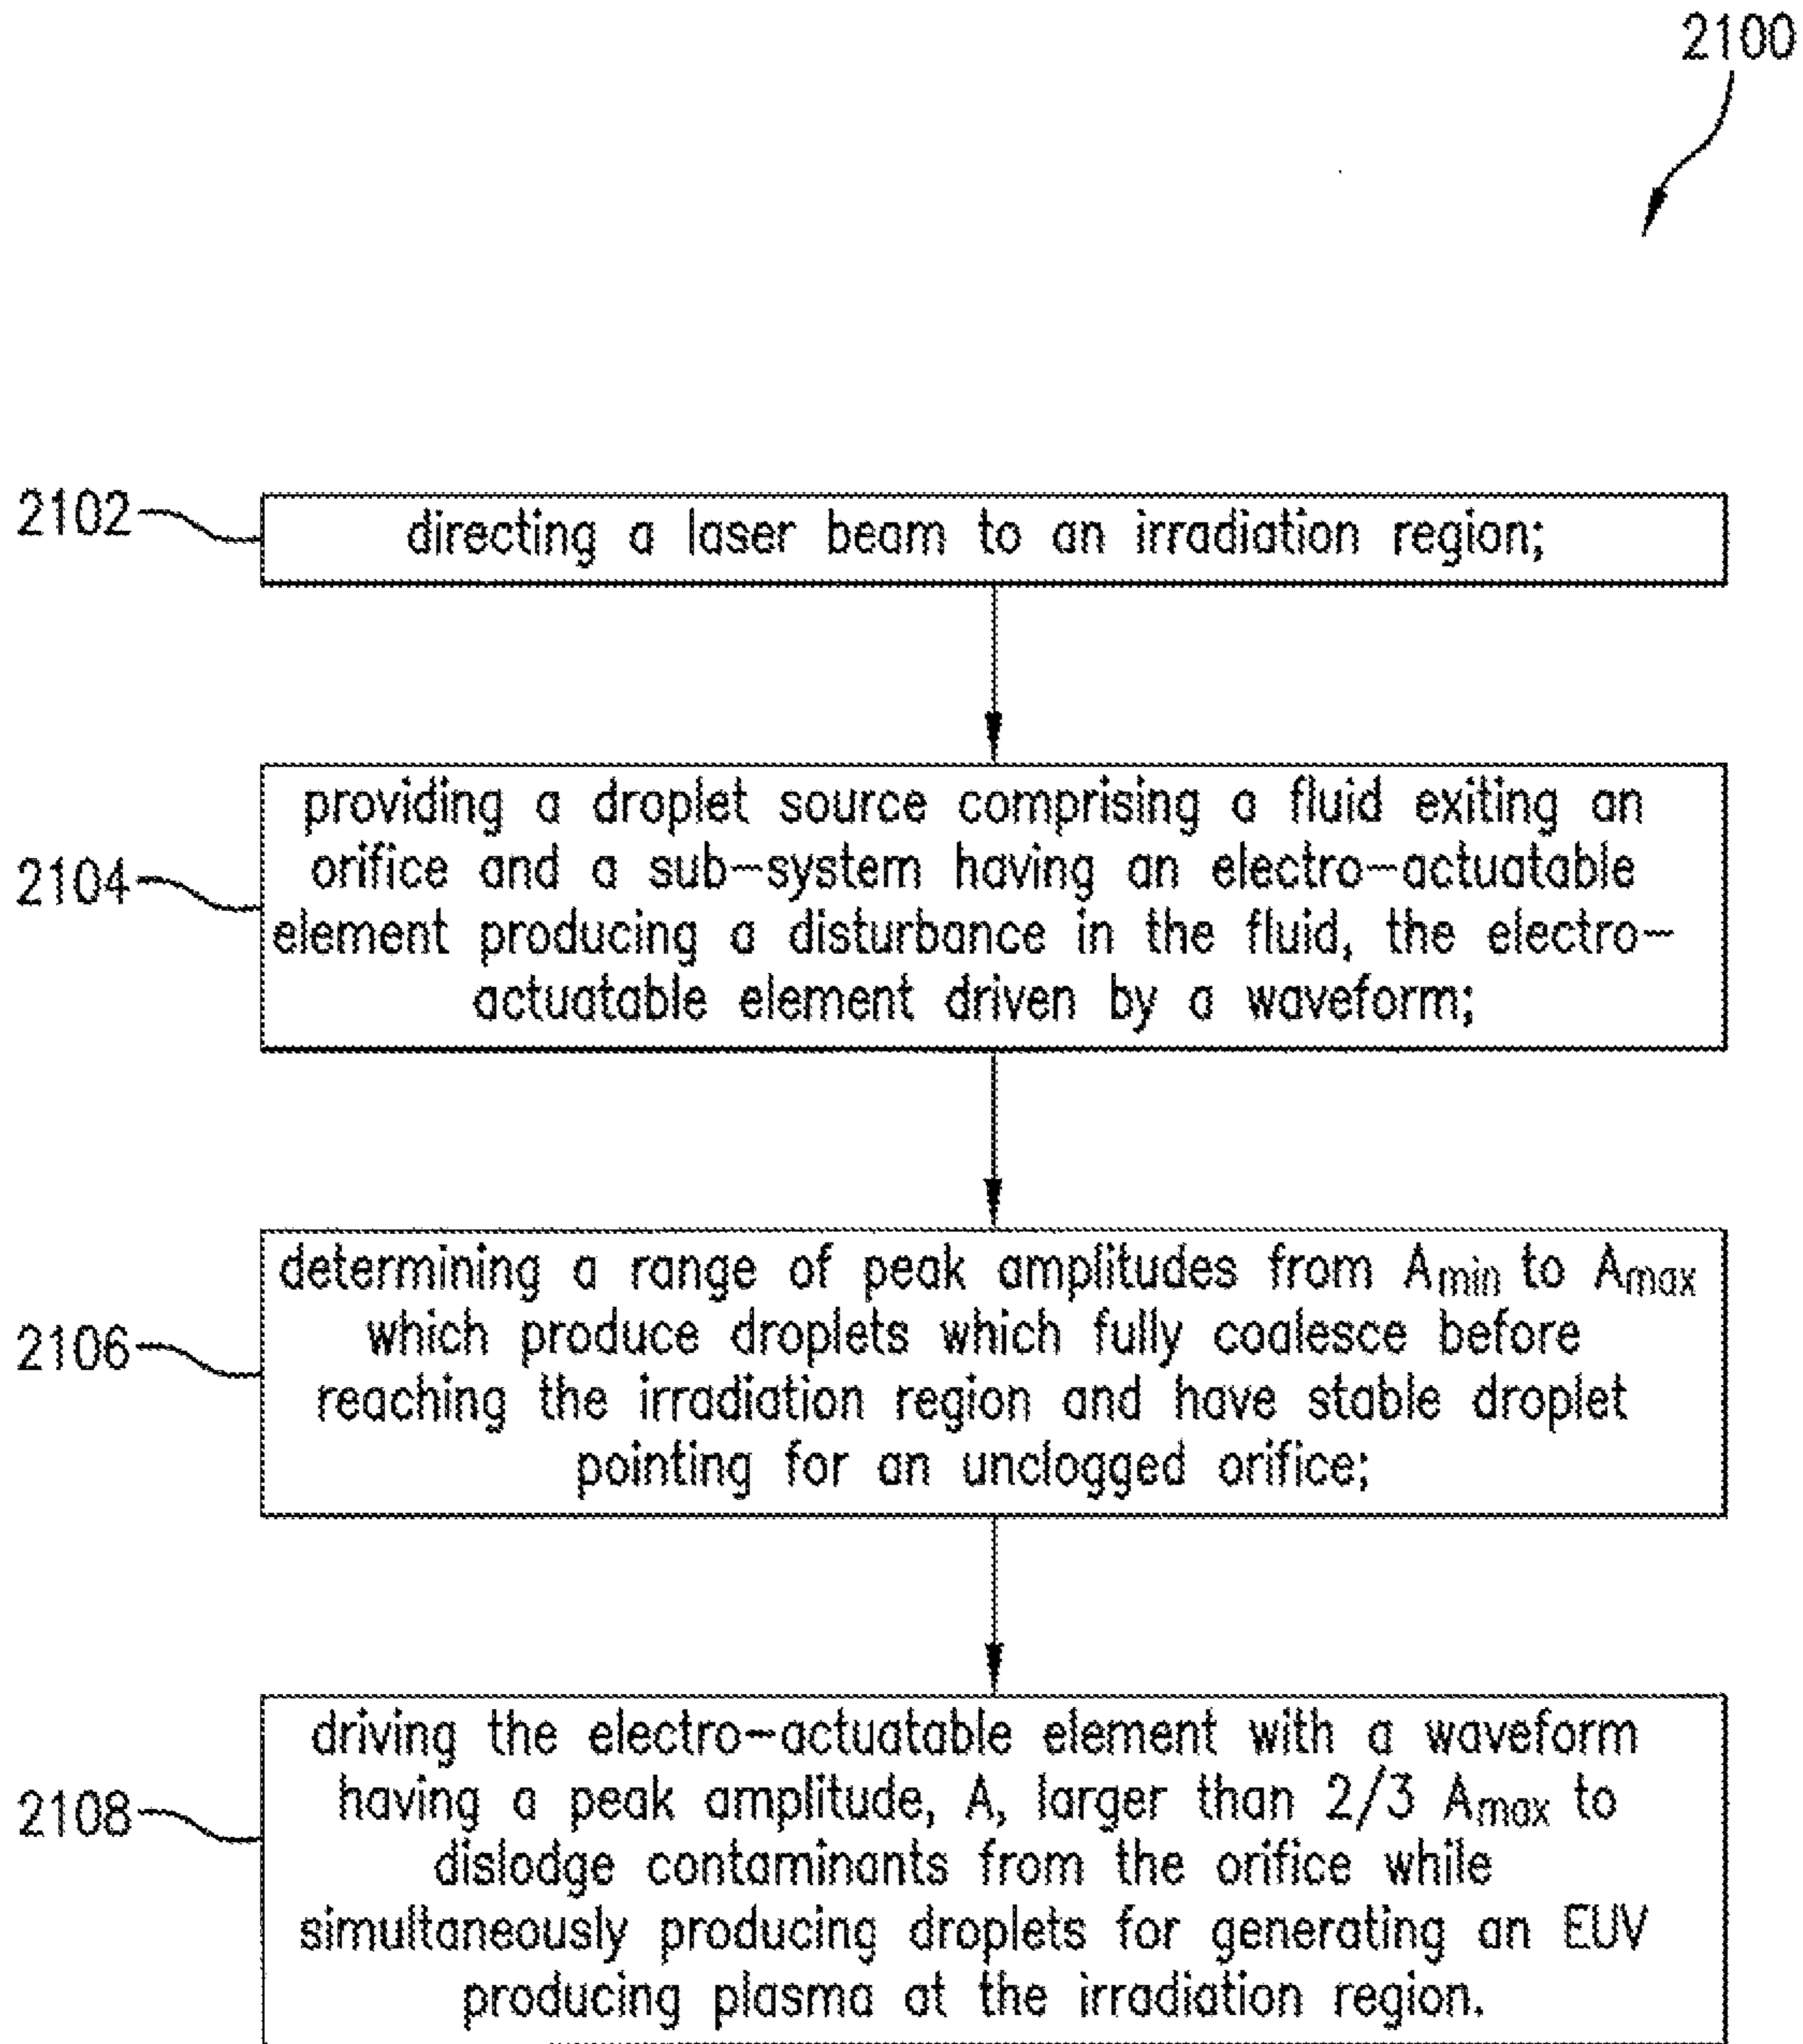 2100
2102
directing a laser beam to an irradiation region;
2104
providing a droplet source comprising a fluid exiting an
orifice and a sub-system having an electro-actuatable
element producing a disturbance in the fluid, the electro-
actuatable element driven by a waveform;
2106
determining a range of peak amplitudes from Amin to Amax
which produce droplets which fully coalesce before
reaching the irradiation region and have stable droplet
pointing for an unclogged orifice;
2108
driving the electro-actuatable element with a waveform
having a peak amplitude, A, larger than 2/3 Amax to
dislodge contaminants from the orifice while
simultaneously producing droplets for generating an EUV
producing plasma at the irradiation region.